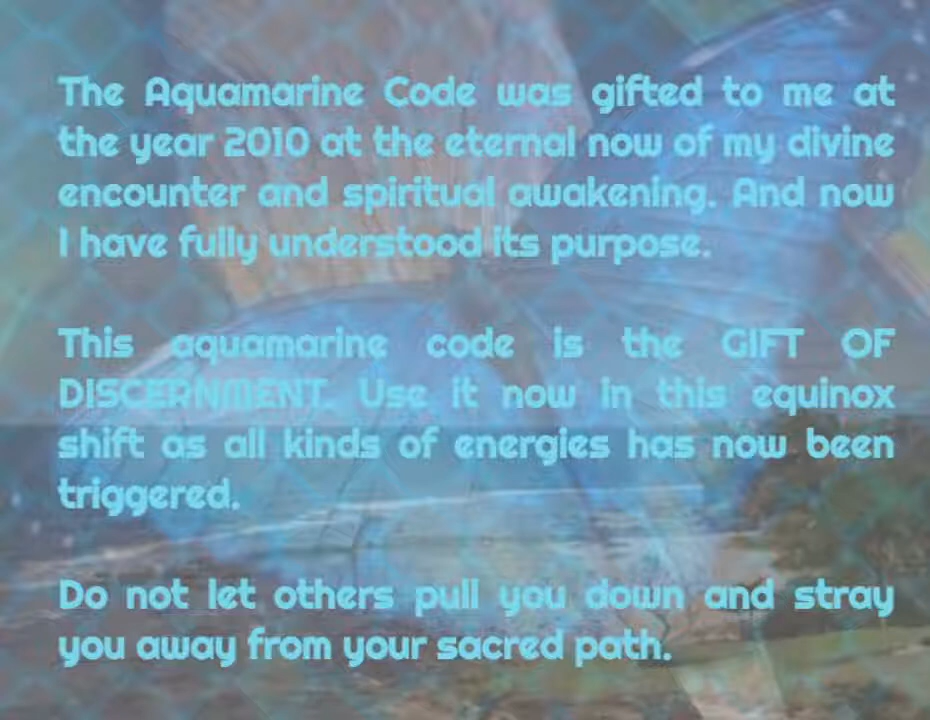 The Aquamarine Code was gifted to me at
the year 2010 at the eternal now of my divine
encounter and spiritual awakening. And now
I have fully understood its purpose.
This aquamarine code is the GIFT OF
DISCERNMENT. Use it now in this equinox
shift as all kinds of energies has now been
triggered.
Do not let others pull you down and stray
you away from your sacred path.